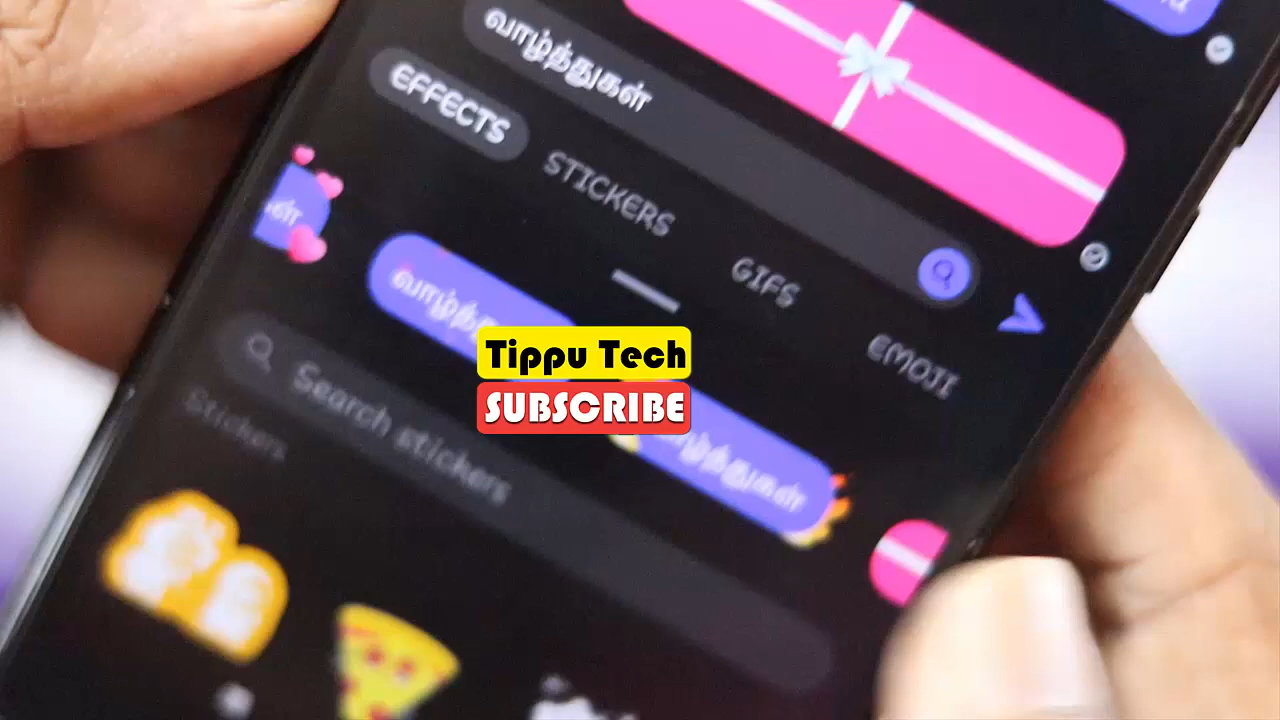 வாழ்த்துகள்
EFFECTS
STICKERS
GIFS
EMOJI
Tippu Tech
SUBSCRIBE
Search stickers
Stickers